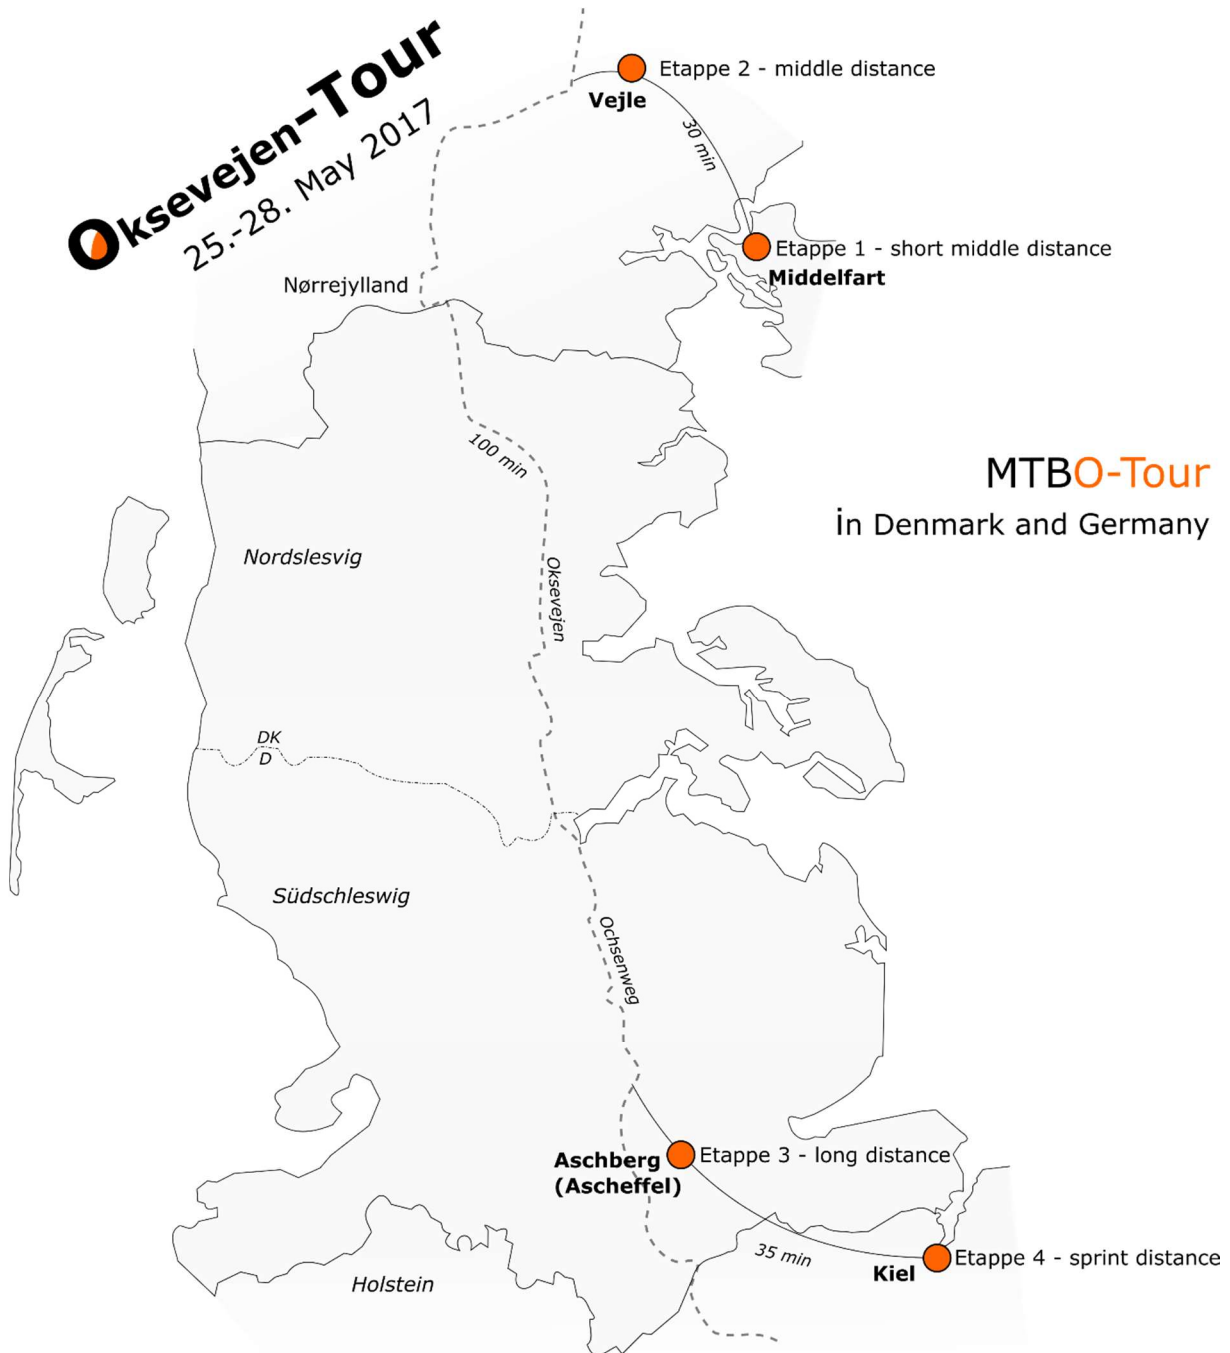 Oksevejen-Tour
25.-28. May 2017
Etappe 2 - middle distance
Vejle
30 min
Etappe 1 - short middle distance
Middelfart
Nørrejylland
100 min
MTBO-Tour
in Denmark and Germany
Nordslesvig
Oksevejen
DK
D
Südschleswig
Ochsenweg
Aschberg
(Ascheffel)
Etappe 3 - long distance
35 min
Etappe 4 - sprint distance
Kiel
Holstein